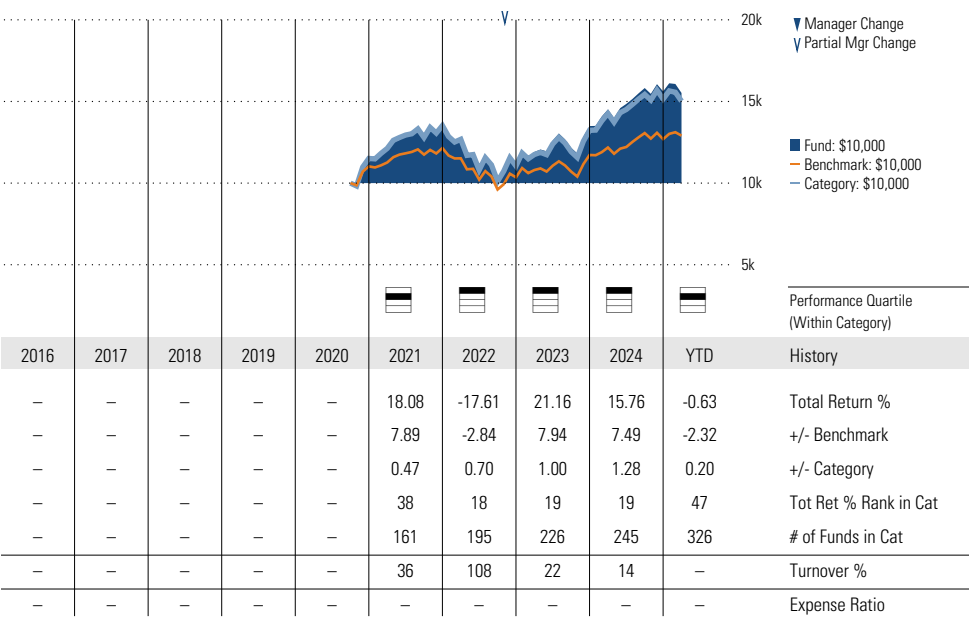 20k
Manager Change
Partial Mgr Change
15k
Fund: $10,000
Benchmark: $10,000
Category: $10,000
10k
5k
Performance Quartile
(Within Category)
2016 2017 2018 2019 2020 2021 2022 2023 2024 YTD History
– – – – – 18.08 -17.61 21.16 15.76 -0.63 Total Return %
– – – – – 7.89 -2.84 7.94 7.49 -2.32 +/- Benchmark
– – – – – 0.47 0.70 1.00 1.28 0.20 +/- Category
– – – – – 38 18 19 19 47 Tot Ret % Rank in Cat
– – – – – 161 195 226 245 326 # of Funds in Cat
– – – – – 36 108 22 14 – Turnover %
– – – – – – – – – – Expense Ratio